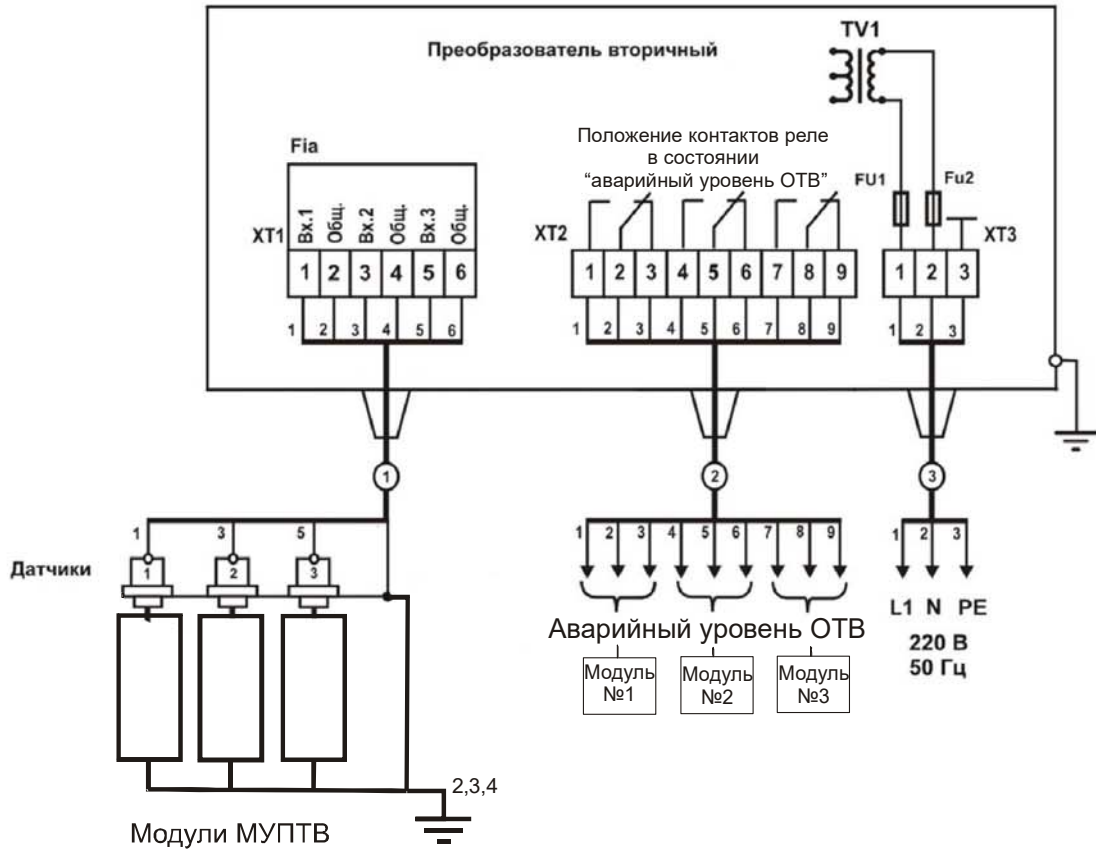 TV1
Преобразователь вторичный
Положение контактов реле
в состоянии
“аварийный уровень ОТВ”
Fia
FU1
Fu2
XT1
Вх.1
Общ.
Вх.2
Общ.
Вх.3
Общ.
XT2
XT3
1 2 3 4 5 6
1 2 3 4 5 6 7 8 9
1 2 3
1 2 3 4 5 6
1 2 3 4 5 6 7 8 9
1 2 3
1
2
3
1 3 5
1 2 3 4 5 6 7 8 9
1 2 3
Датчики
1 2 3
L1 N PE
220 В
50 Гц
Аварийный уровень ОТВ
Модуль
№1
Модуль
№2
Модуль
№3
2,3,4
Модули МУПТВ